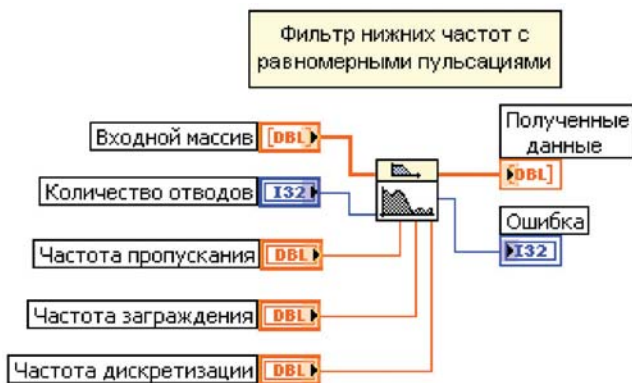 Фильтр нижних частот с
равномерными пульсациями
Входной массив
[DBL]
Полученные
данные
[DBL]
Количество отводов
I32
Ошибка
I32
Частота пропускания
DBL
Частота заграждения
DBL
Частота дискретизации
DBL